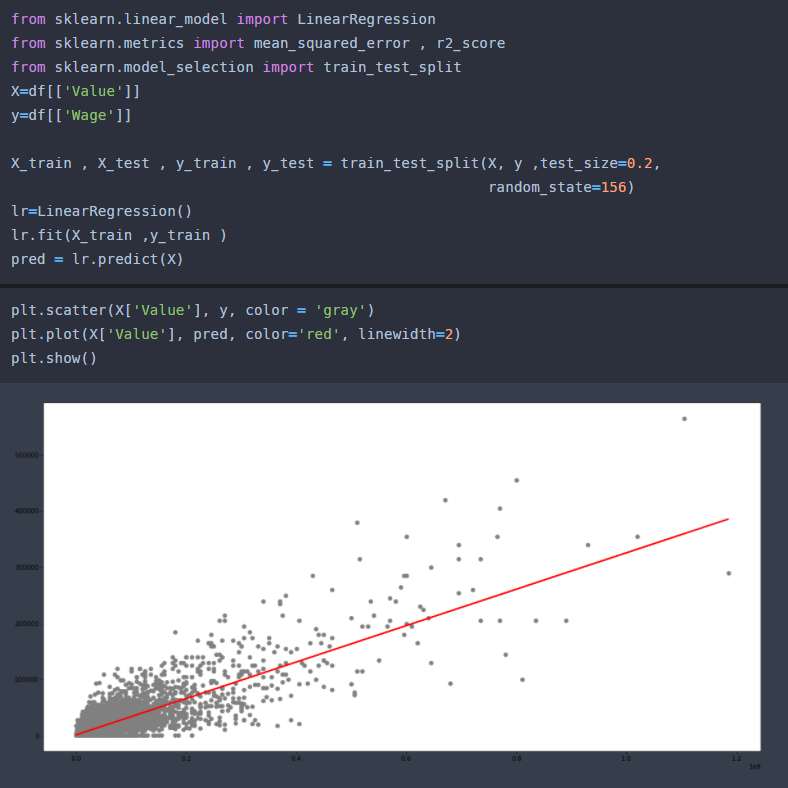 from sklearn.linear_model import LinearRegression
from sklearn.metrics import mean_squared_error , r2_score
from sklearn.model_selection import train_test_split
X=df[['Value']]
y=df[['Wage']]
X_train , X_test , y_train , y_test = train_test_split(X, y ,test_size=0.2,
random_state=156)
lr=LinearRegression()
lr.fit(X_train ,y_train )
pred = lr.predict(X)
plt.scatter(X['Value'], y, color = 'gray')
plt.plot(X['Value'], pred, color='red', linewidth=2)
plt.show()
500000
400000
300000
200000
100000
0
0.0 0.2 0.4 0.6 0.8 1.0 1.2
1e8